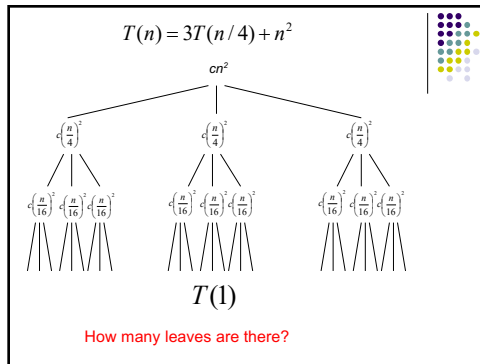 T(n) = 3T(n/4) + n²
cn²
c(n/4)² c(n/4)² c(n/4)²
c(n/16)² c(n/16)² c(n/16)² c(n/16)² c(n/16)² c(n/16)² c(n/16)² c(n/16)² c(n/16)²
T(1)
How many leaves are there?